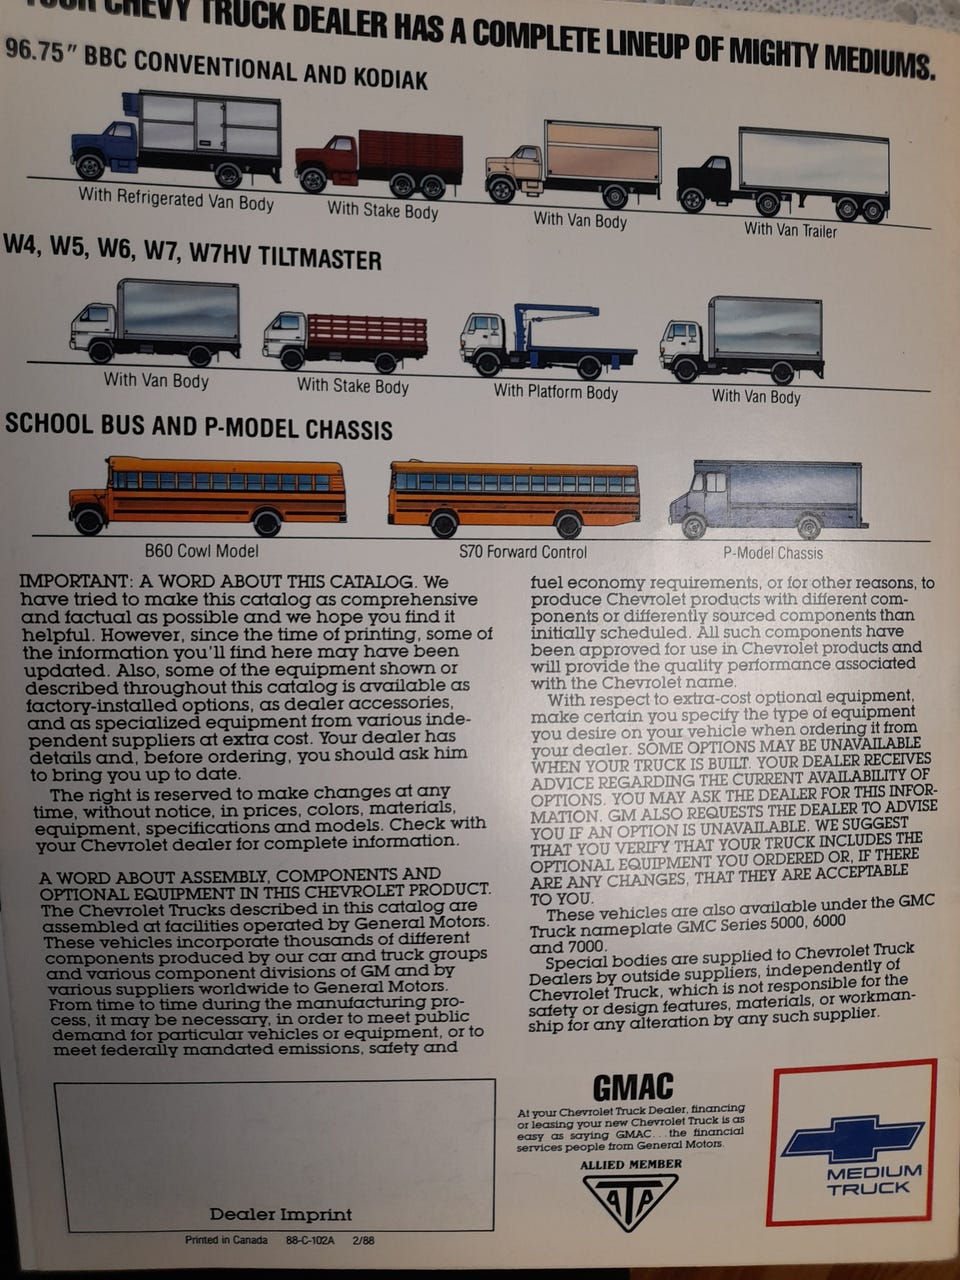 YOUR CHEVY TRUCK DEALER HAS A COMPLETE LINEUP OF MIGHTY MEDIUMS.
96.75" BBC CONVENTIONAL AND KODIAK
With Refrigerated Van Body
With Stake Body
With Van Body
With Van Trailer
W4, W5, W6, W7, W7HV TILTMASTER
With Van Body
With Stake Body
With Platform Body
With Van Body
SCHOOL BUS AND P-MODEL CHASSIS
B60 Cowl Model
S70 Forward Control
P-Model Chassis
IMPORTANT: A WORD ABOUT THIS CATALOG. We
have tried to make this catalog as comprehensive
and factual as possible and we hope you find it
helpful. However, since the time of printing, some of
the information you'll find here may have been
updated. Also, some of the equipment shown or
described throughout this catalog is available as
factory-installed options, as dealer accessories,
and as specialized equipment from various inde-
pendent suppliers at extra cost. Your dealer has
details and, before ordering, you should ask him
to bring you up to date.
The right is reserved to make changes at any
time, without notice, in prices, colors, materials,
equipment, specifications and models. Check with
your Chevrolet dealer for complete information.
A WORD ABOUT ASSEMBLY, COMPONENTS AND
OPTIONAL EQUIPMENT IN THIS CHEVROLET PRODUCT.
The Chevrolet Trucks described in this catalog are
assembled at facilities operated by General Motors.
These vehicles incorporate thousands of different
components produced by our car and truck groups
and various component divisions of GM and by
various suppliers worldwide to General Motors.
From time to time during the manufacturing pro-
cess, it may be necessary, in order to meet public
demand for particular vehicles or equipment, or to
meet federally mandated emissions, safety and
fuel economy requirements, or for other reasons, to
produce Chevrolet products with different com-
ponents or differently sourced components than
initially scheduled. All such components have
been approved for use in Chevrolet products and
will provide the quality performance associated
with the Chevrolet name.
With respect to extra-cost optional equipment,
make certain you specify the type of equipment
you desire on your vehicle when ordering it from
your dealer. SOME OPTIONS MAY BE UNAVAILABLE
WHEN YOUR TRUCK IS BUILT. YOUR DEALER RECEIVES
ADVICE REGARDING THE CURRENT AVAILABILITY OF
OPTIONS. YOU MAY ASK THE DEALER FOR THIS INFOR-
MATION. GM ALSO REQUESTS THE DEALER TO ADVISE
YOU IF AN OPTION IS UNAVAILABLE. WE SUGGEST
THAT YOU VERIFY THAT YOUR TRUCK INCLUDES THE
OPTIONAL EQUIPMENT YOU ORDERED OR, IF THERE
ARE ANY CHANGES, THAT THEY ARE ACCEPTABLE
TO YOU.
These vehicles are also available under the GMC
Truck nameplate GMC Series 5000, 6000
and 7000.
Special bodies are supplied to Chevrolet Truck
Dealers by outside suppliers, independently of
Chevrolet Truck, which is not responsible for the
safety or design features, materials, or workman-
ship for any alteration by any such supplier.
Dealer Imprint
Printed in Canada 88-C-102A 2/88
GMAC
At your Chevrolet Truck Dealer, financing
or leasing your new Chevrolet Truck is as
easy as saying GMAC...the financial
services people from General Motors.
ALLIED MEMBER
ATA
MEDIUM
TRUCK